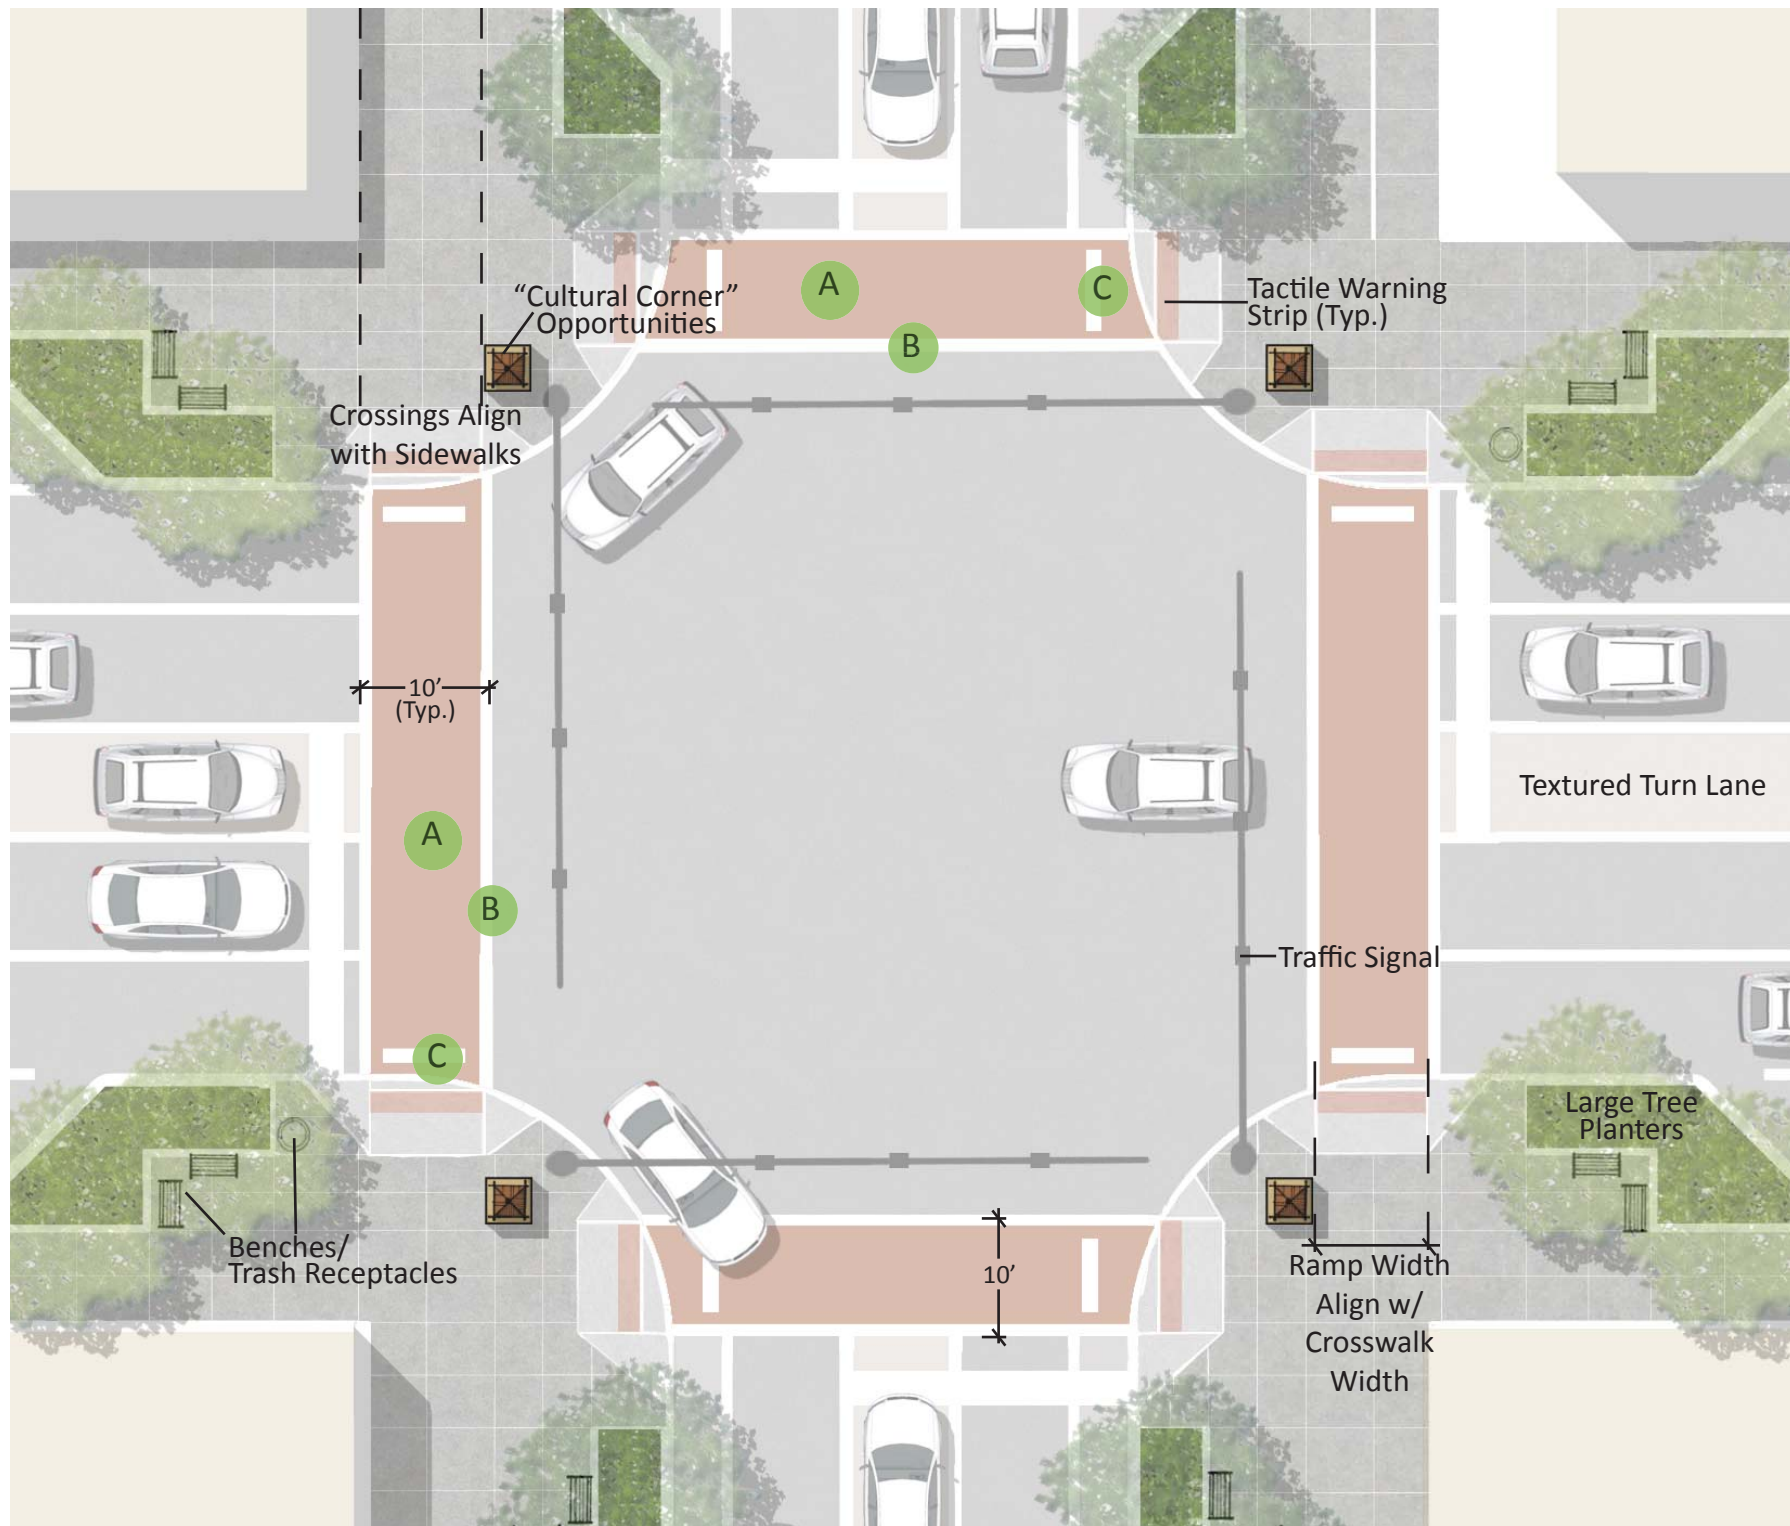 A
C
“Cultural Corner”
Opportunities
Tactile Warning
Strip (Typ.)
B
Crossings Align
with Sidewalks
10’
(Typ.)
Textured Turn Lane
A
B
Traffic Signal
C
Large Tree
Planters
Benches/
Trash Receptacles
10’
Ramp Width
Align w/
Crosswalk
Width